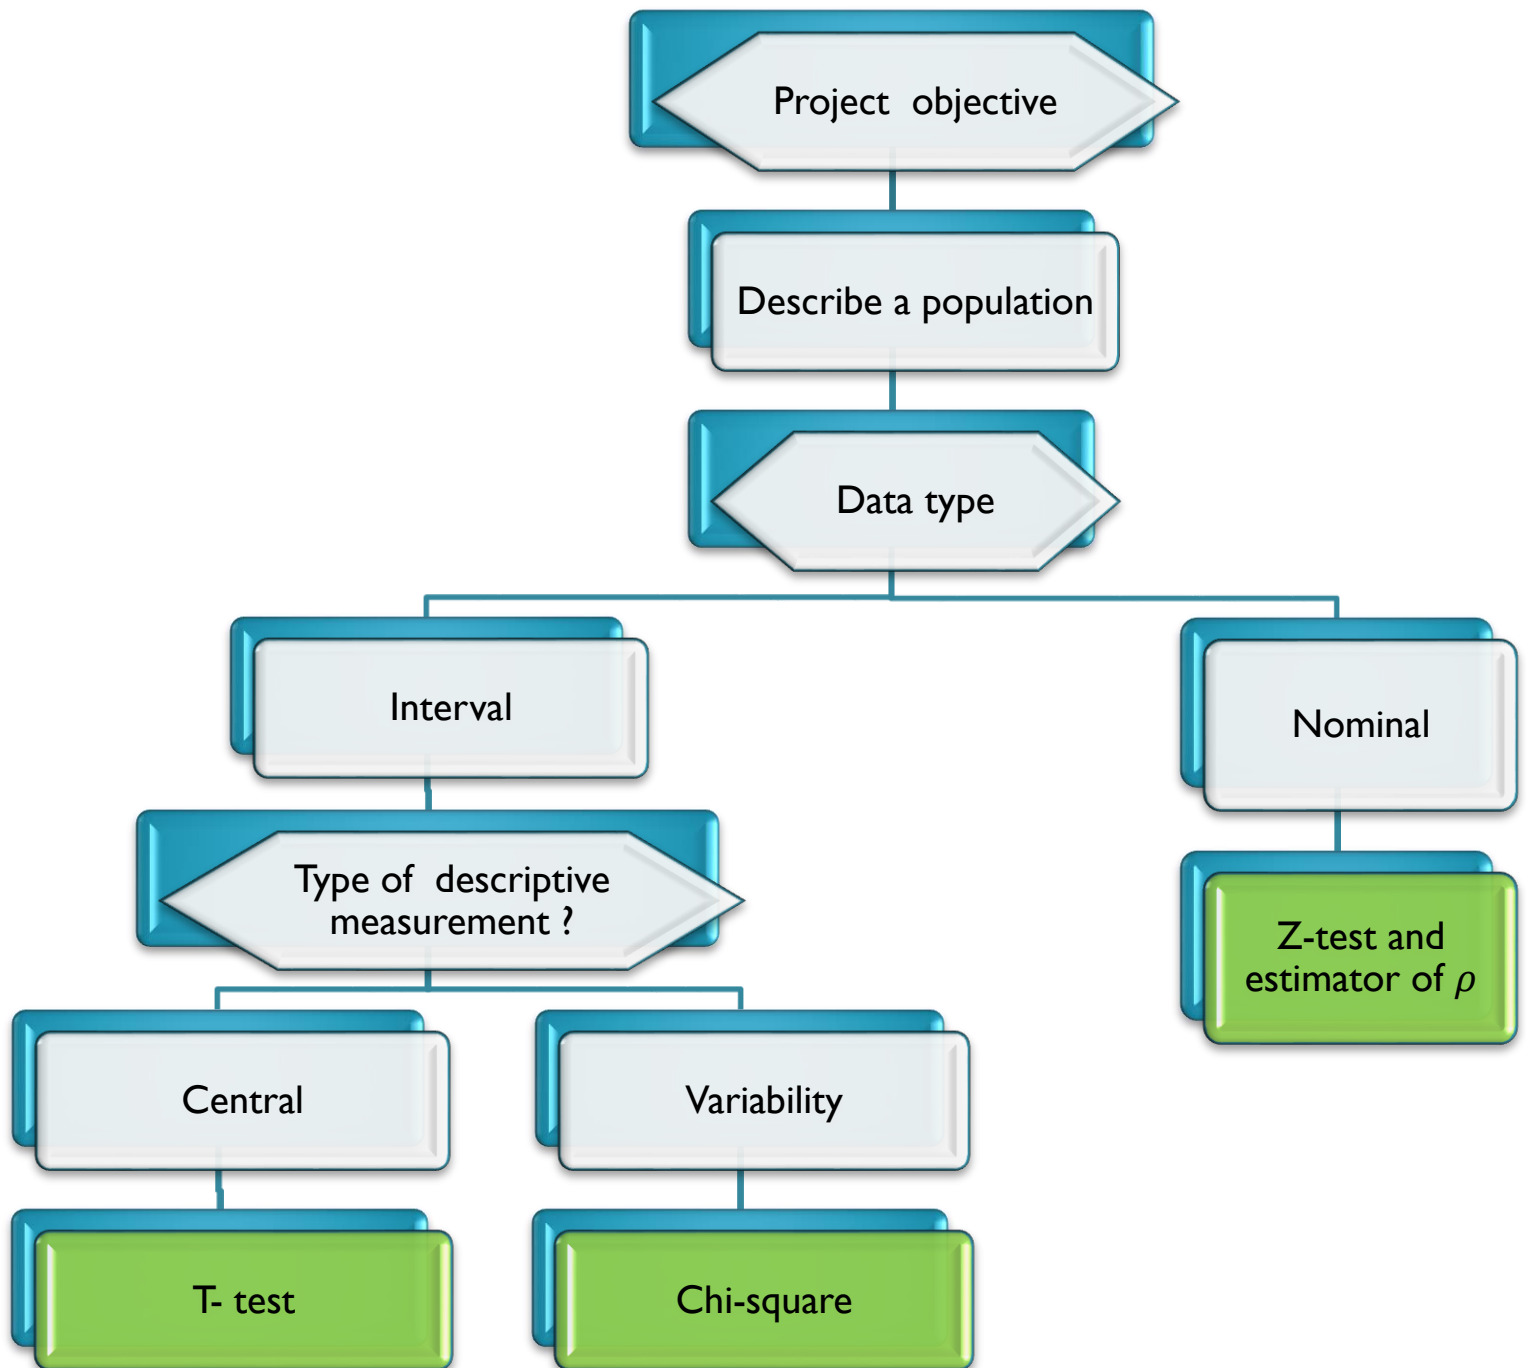 Project objective
Describe a population
Data type
Interval
Nominal
Type of descriptive
measurement ?
Z-test and
estimator of ρ
Central
Variability
T- test
Chi-square